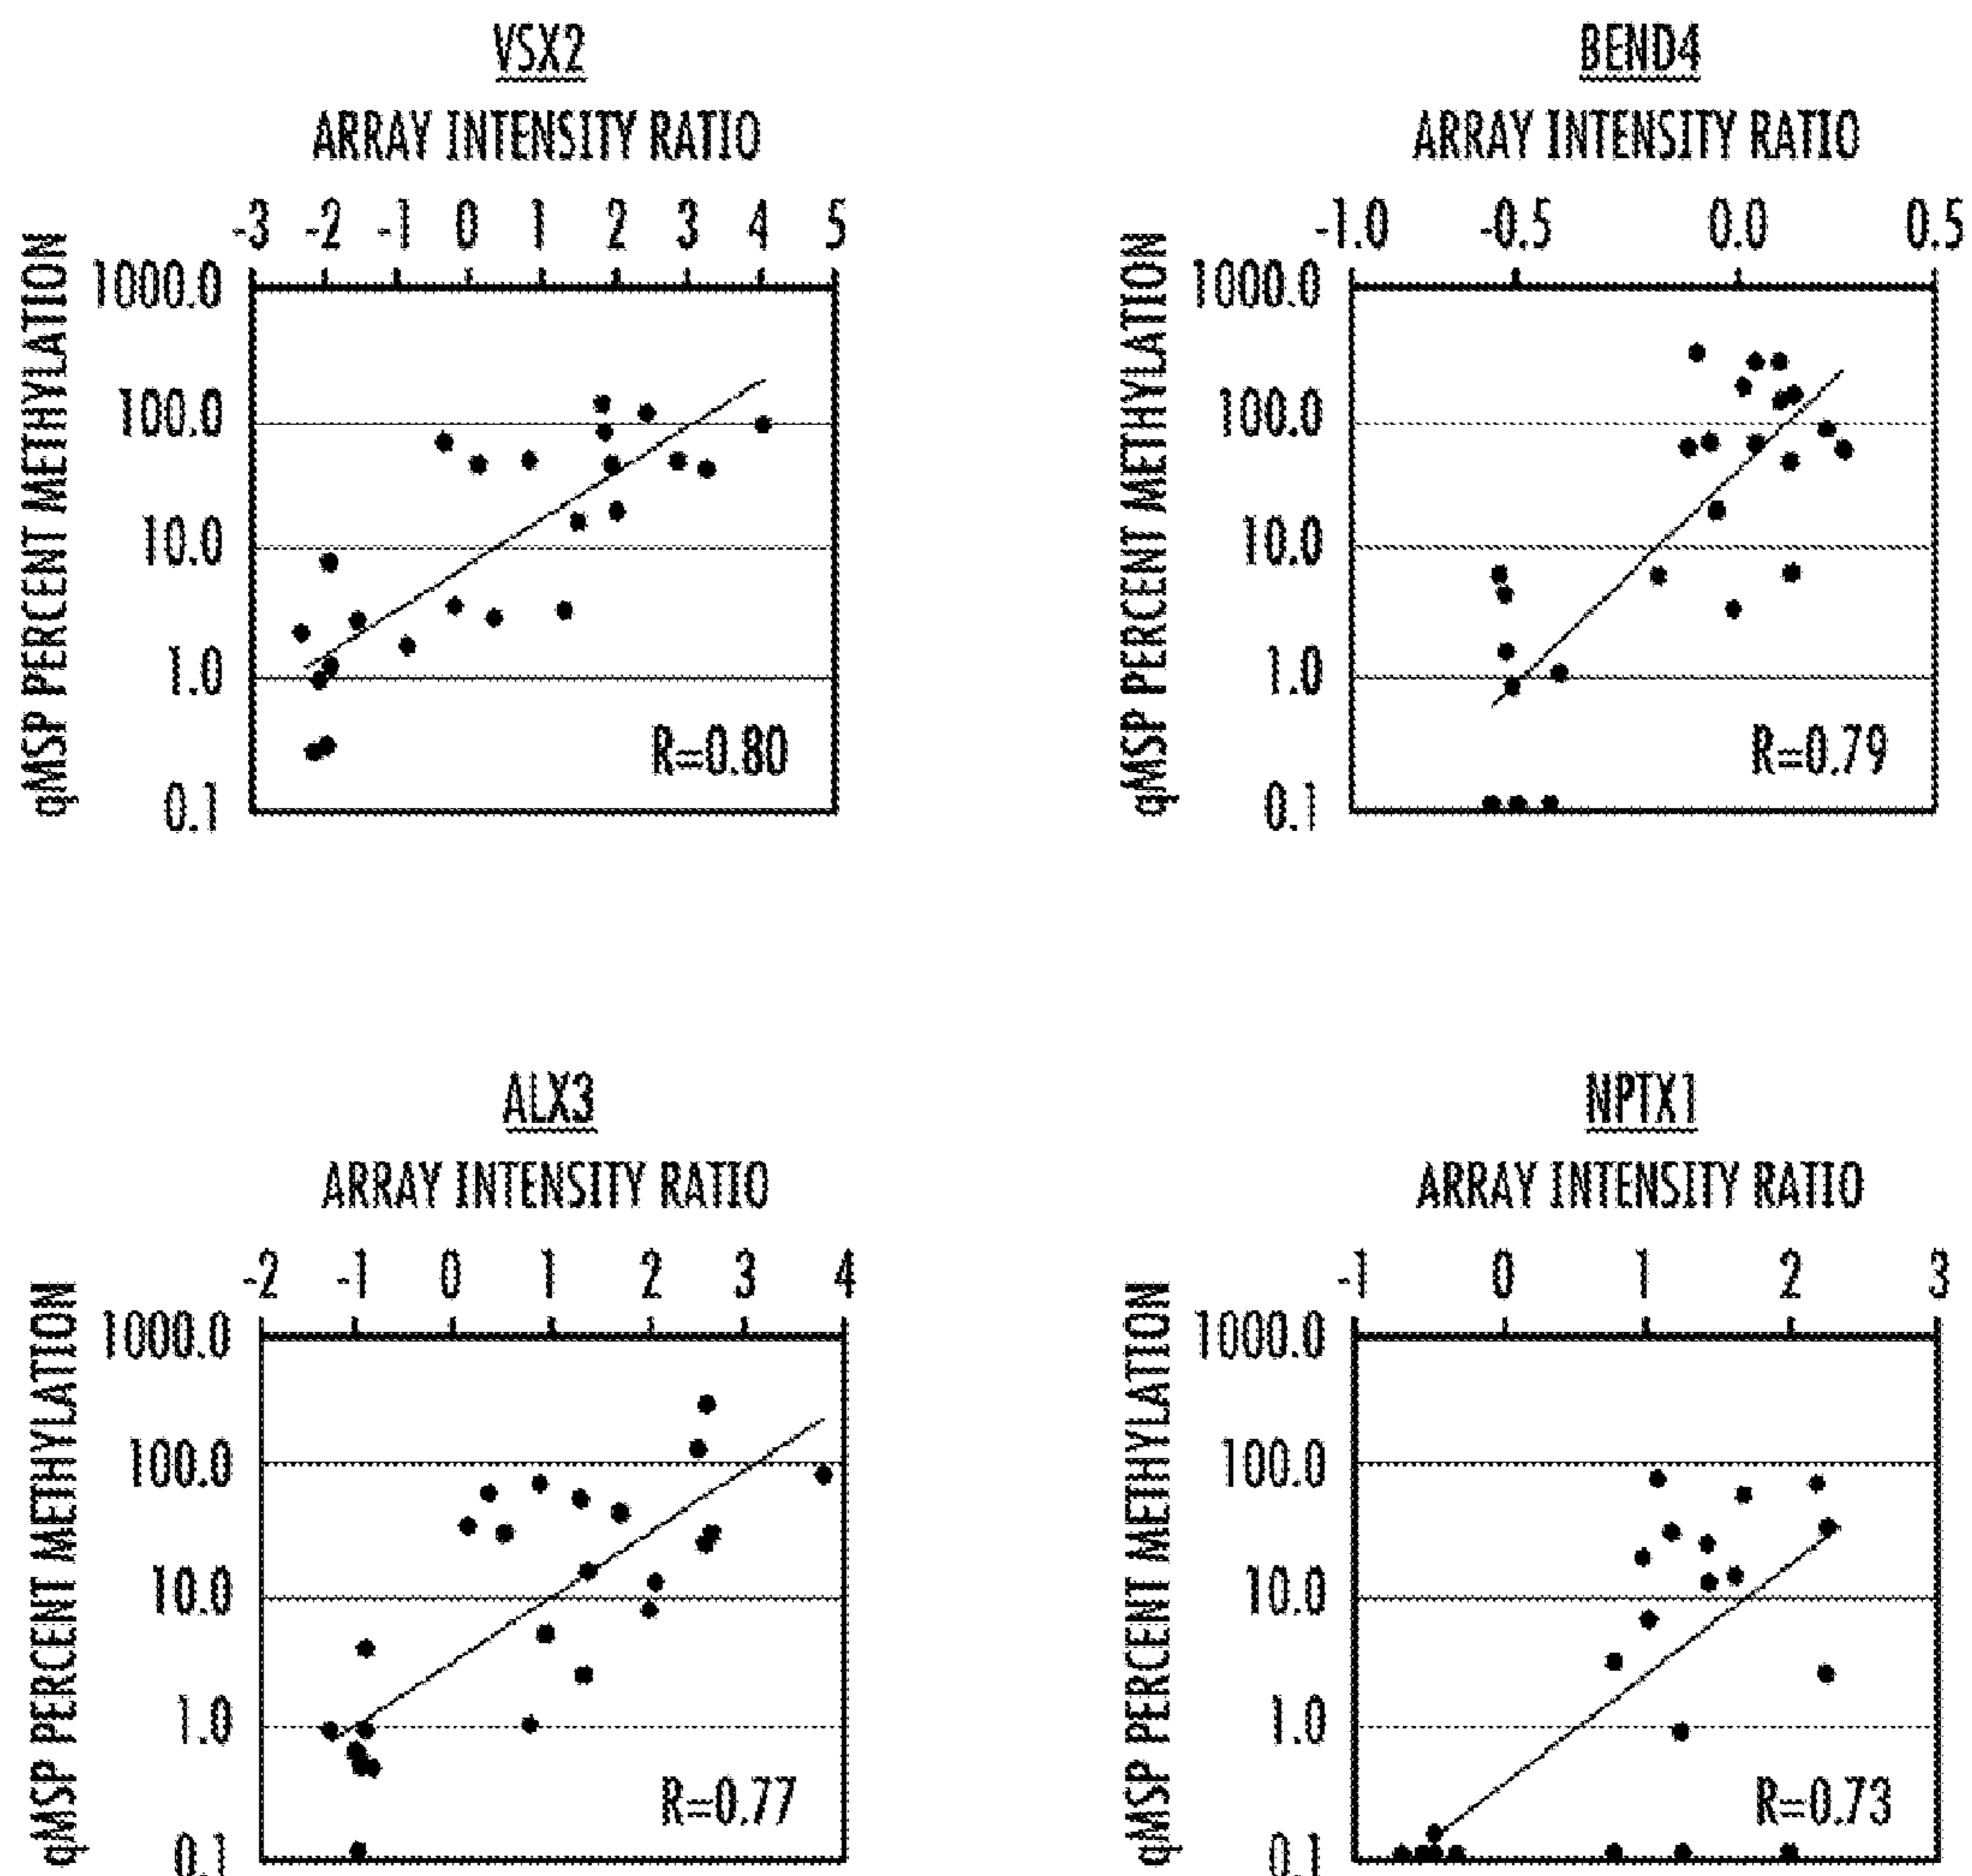 VSX2
ARRAY INTENSITY RATIO
-3 -2 -1 0 1 2 3 4 5
qMSP PERCENT METHYLATION
1000.0
100.0
10.0
1.0
0.1
R=0.80
BEND4
ARRAY INTENSITY RATIO
-1.0 -0.5 0.0 0.5
qMSP PERCENT METHYLATION
1000.0
100.0
10.0
1.0
0.1
R=0.79
ALX3
ARRAY INTENSITY RATIO
-2 -1 0 1 2 3 4
qMSP PERCENT METHYLATION
1000.0
100.0
10.0
1.0
0.1
R=0.77
NPTX1
ARRAY INTENSITY RATIO
-1 0 1 2 3
qMSP PERCENT METHYLATION
1000.0
100.0
10.0
1.0
0.1
R=0.73